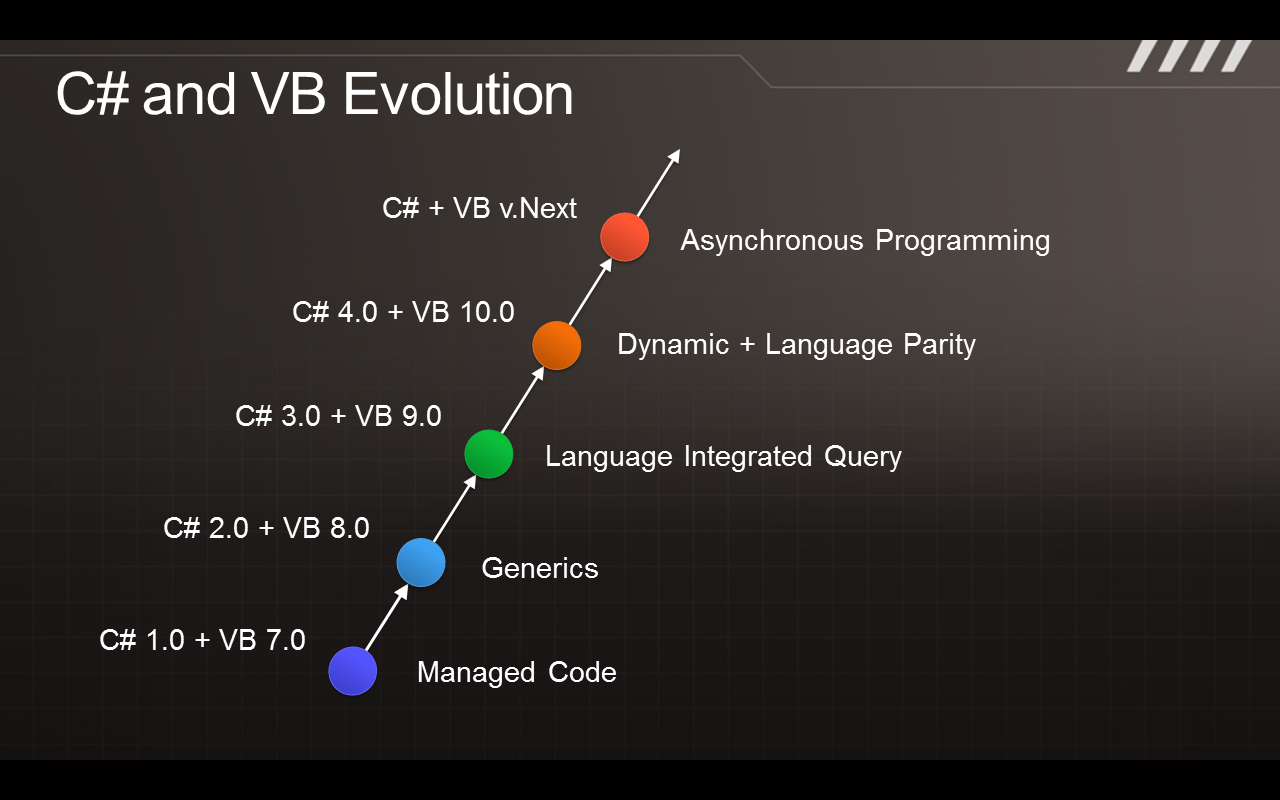 C# and VB Evolution
C# + VB v.Next
Asynchronous Programming
C# 4.0 + VB 10.0
Dynamic + Language Parity
C# 3.0 + VB 9.0
Language Integrated Query
C# 2.0 + VB 8.0
Generics
C# 1.0 + VB 7.0
Managed Code